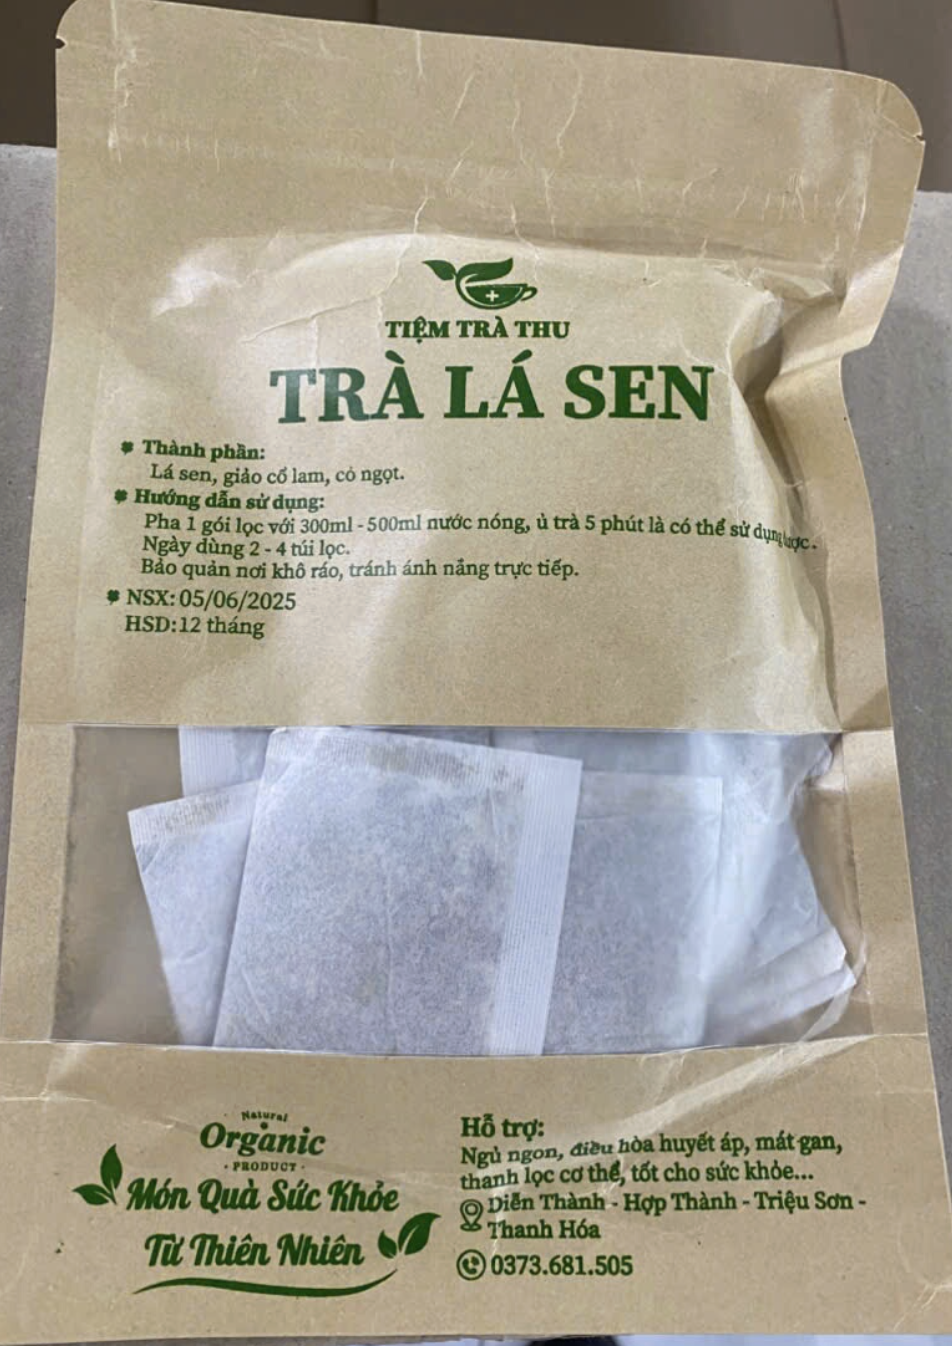 TIỆM TRÀ THU
TRÀ LÁ SEN
Thành phần:
Lá sen, giảo cổ lam, cỏ ngọt.
Hướng dẫn sử dụng:
Pha 1 gói lọc với 300ml - 500ml nước nóng, ủ trà 5 phút là có thể sử dụng được.
Ngày dùng 2 - 4 túi lọc.
Bảo quản nơi khô ráo, tránh ánh nắng trực tiếp.
NSX: 05/06/2025
HSD: 12 tháng
Natural
Organic
· PRODUCT ·
Món Quà Sức Khỏe
Từ Thiên Nhiên
Hỗ trợ:
Ngủ ngon, điều hòa huyết áp, mát gan,
thanh lọc cơ thể, tốt cho sức khỏe...
Diễn Thành - Hợp Thành - Triệu Sơn -
Thanh Hóa
0373.681.505